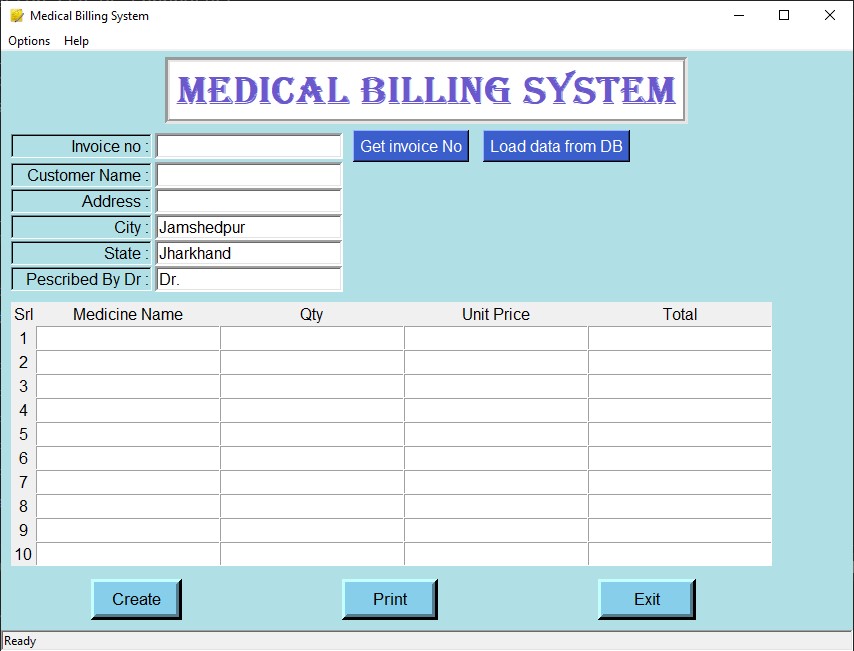 Medical Billing System
Options Help
MEDICAL BILLING SYSTEM
Invoice no : Get invoice No Load data from DB
Customer Name :
Address :
City : Jamshedpur
State : Jharkhand
Pescribed By Dr : Dr.
Srl Medicine Name Qty Unit Price Total
1
2
3
4
5
6
7
8
9
10
Create Print Exit
Ready